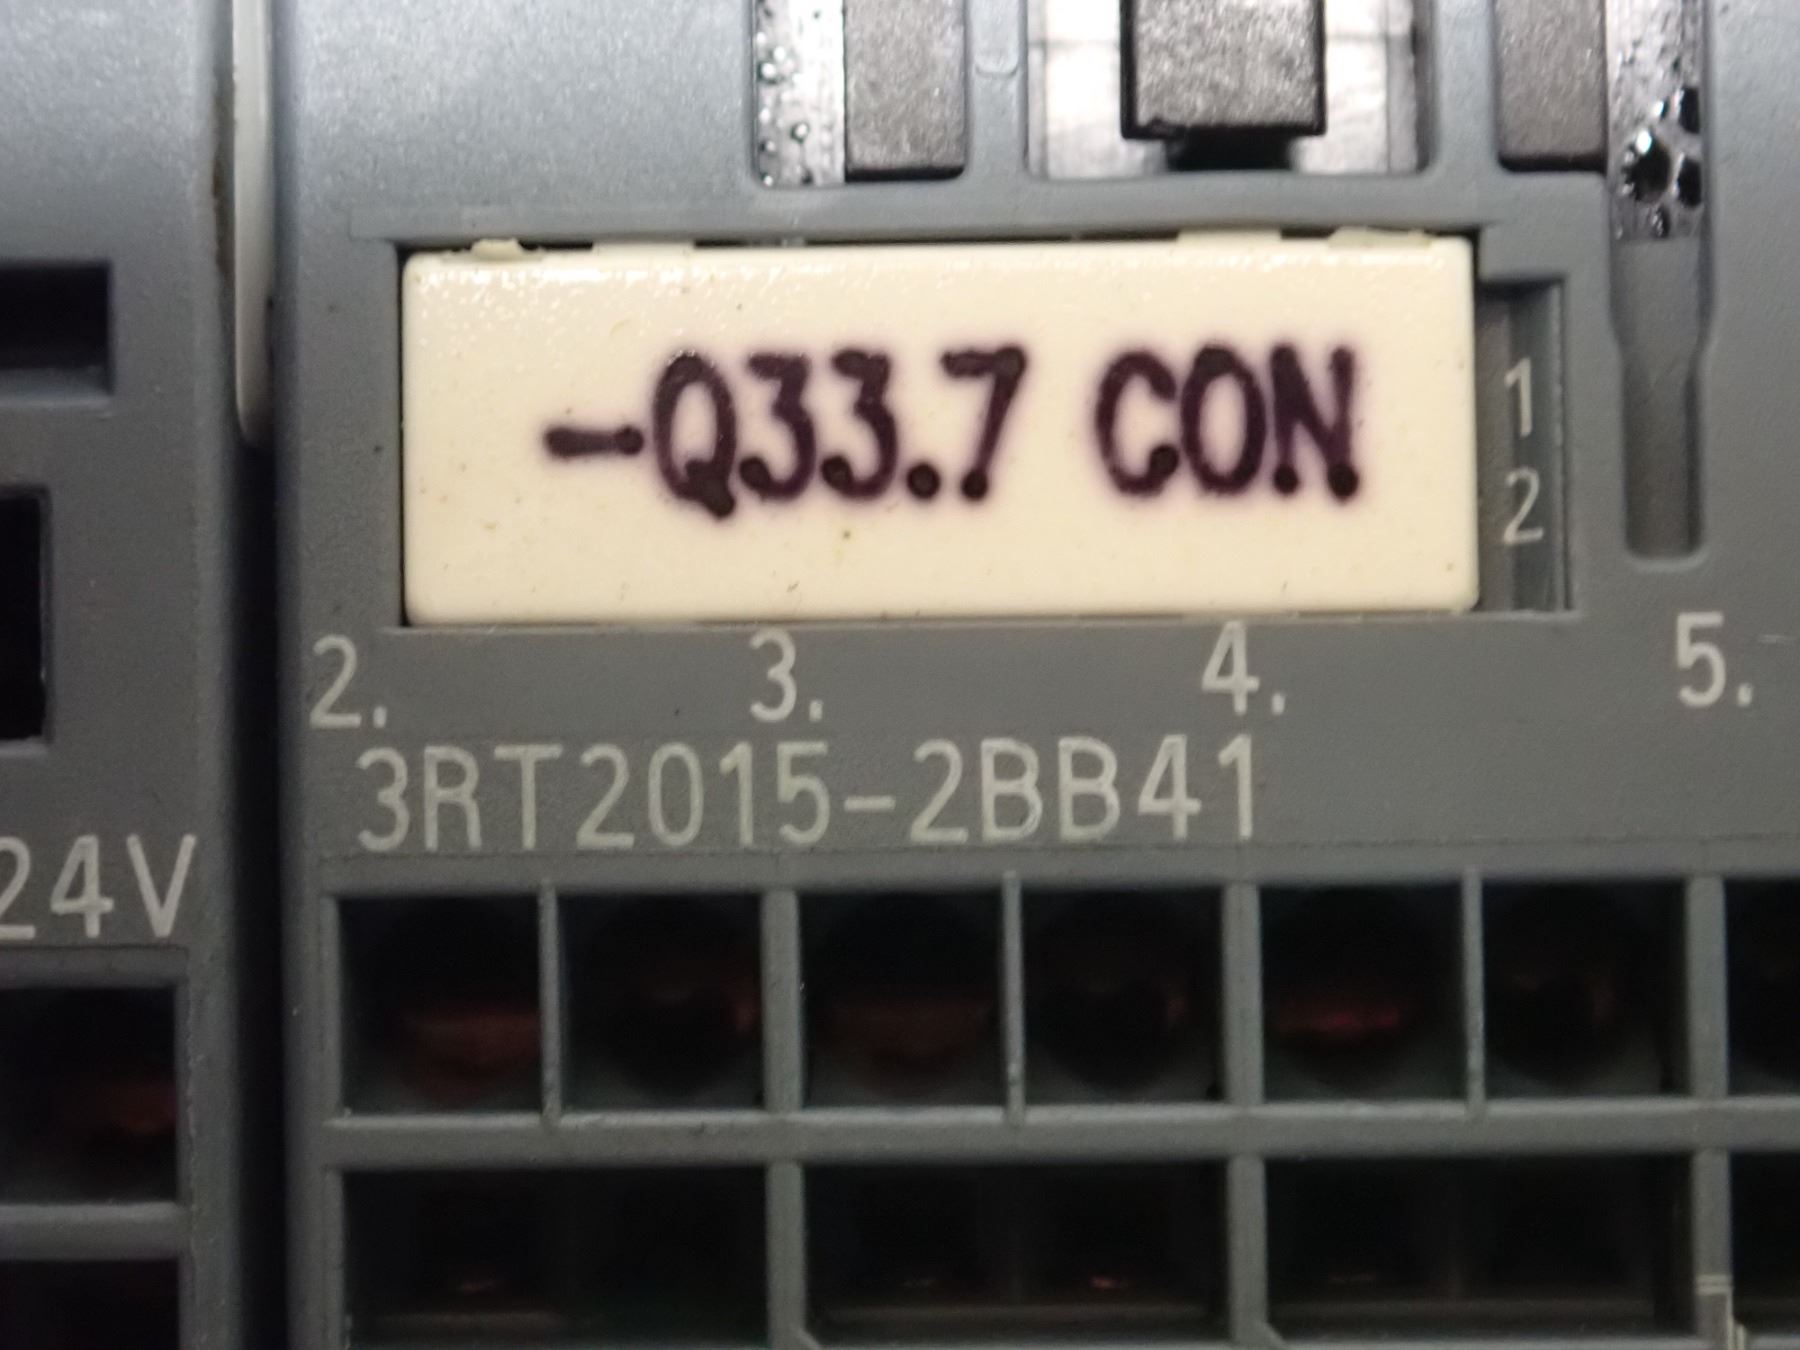 -Q33.7 CON
1
2
2. 3. 4. 5.
3RT2015-2BB41
24V